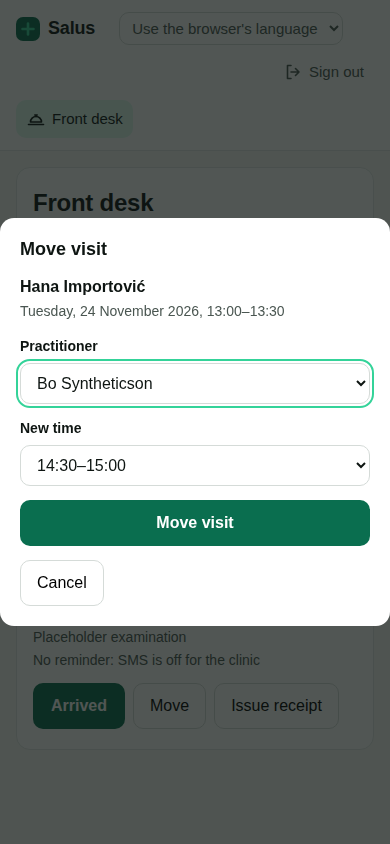 Salus
Use the browser's language
Sign out
Front desk
Front desk
Move visit
Hana Importović
Tuesday, 24 November 2026, 13:00–13:30
Practitioner
Bo Syntheticson
New time
14:30–15:00
Move visit
Cancel
Placeholder examination
No reminder: SMS is off for the clinic
Arrived
Move
Issue receipt